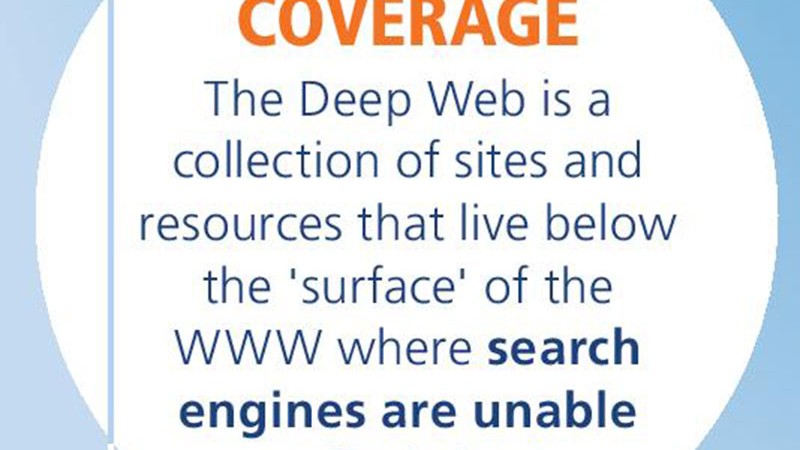 COVERAGE
The Deep Web is a
collection of sites and
resources that live below
the 'surface' of the
WWW where search
engines are unable